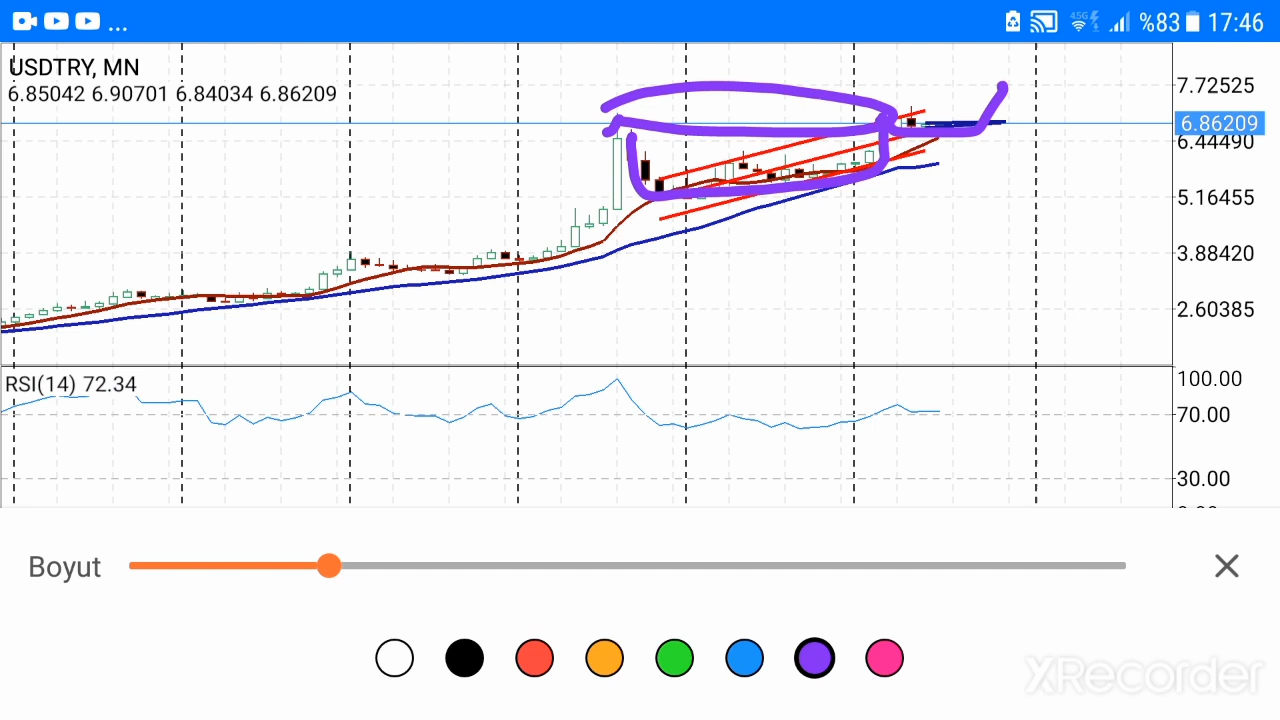 ... %83 17:46
USDTRY, MN
6.85042 6.90701 6.84034 6.86209
7.72525
6.86209
6.44490
5.16455
3.88420
2.60385
RSI(14) 72.34
100.00
70.00
30.00
Boyut
XRecorder